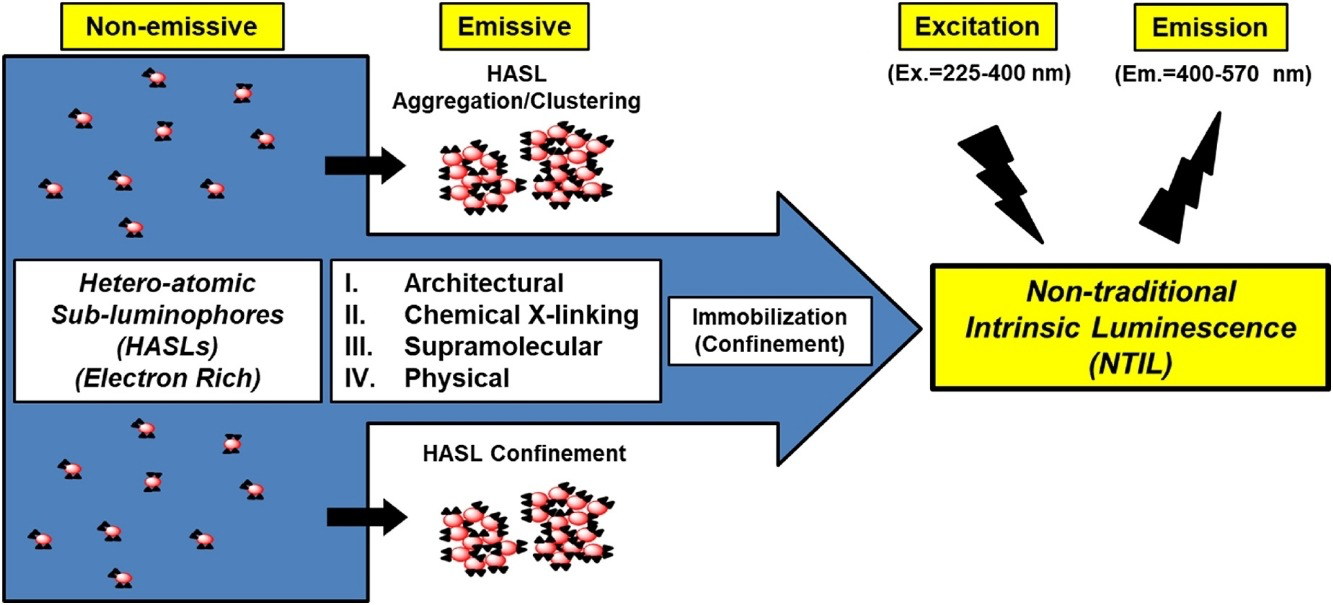 Non-emissive
Emissive
Excitation
Emission
(Ex.=225-400 nm)
(Em.=400-570 nm)
HASL
Aggregation/Clustering
Hetero-atomic
Sub-luminophores
(HASLs)
(Electron Rich)
I. Architectural
II. Chemical X-linking
III. Supramolecular
IV. Physical
Immobilization
(Confinement)
Non-traditional
Intrinsic Luminescence
(NTIL)
HASL Confinement